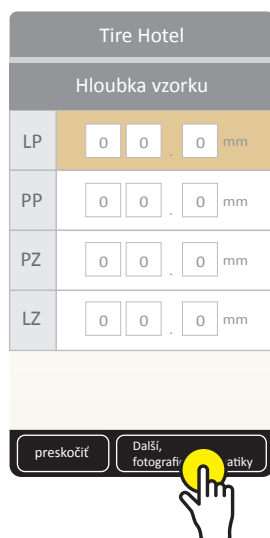 Tire Hotel
Hloubka vzorku
LP 0 0 . 0 mm
PP 0 0 . 0 mm
PZ 0 0 . 0 mm
LZ 0 0 . 0 mm
preskočiť
Další,